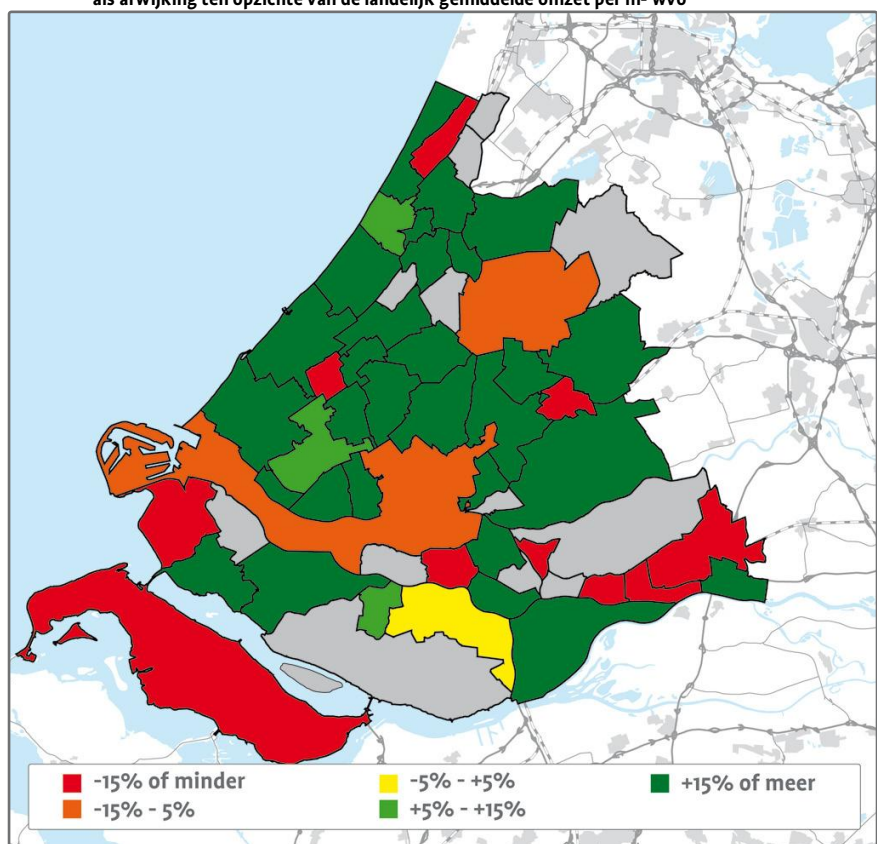 als afwijking ten opzichte van de landelijk gemiddelde omzet per m² wvo
-15% of minder
-15% - 5%
-5% - +5%
+5% - +15%
+15% of meer